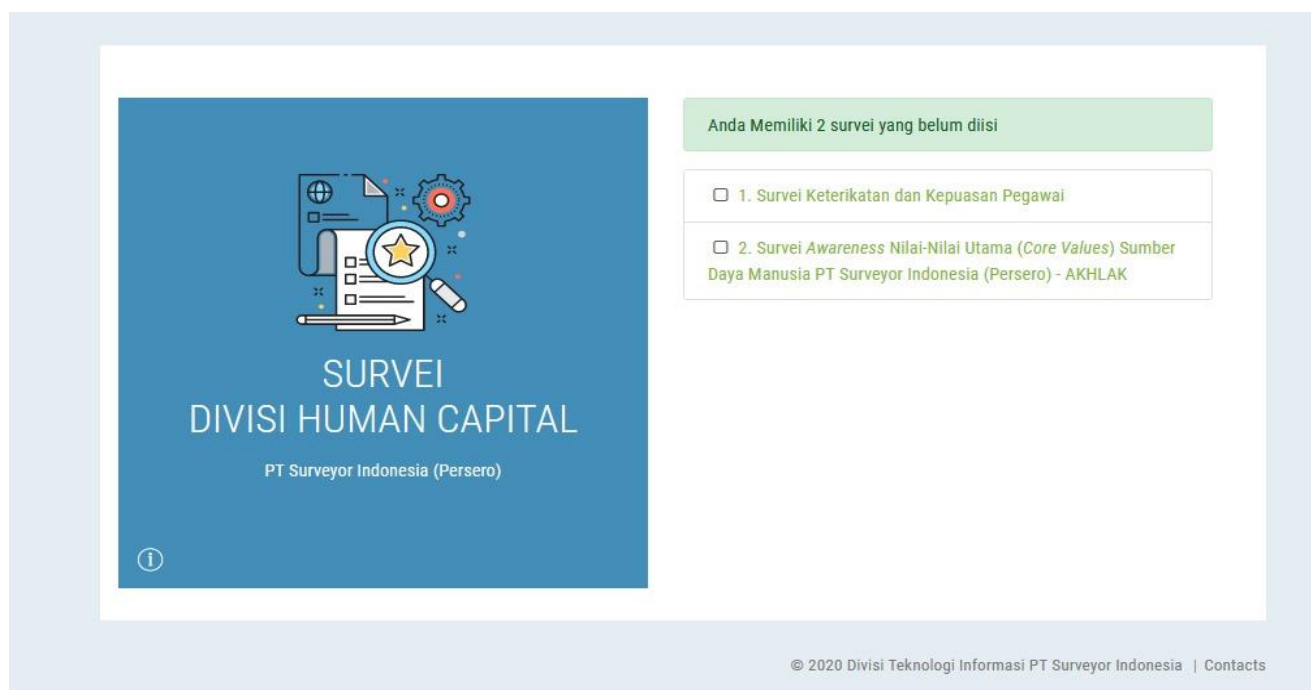 SURVEI
DIVISI HUMAN CAPITAL
PT Surveyor Indonesia (Persero)
Anda Memiliki 2 survei yang belum diisi
1. Survei Keterikatan dan Kepuasan Pegawai
2. Survei Awareness Nilai-Nilai Utama (Core Values) Sumber
Daya Manusia PT Surveyor Indonesia (Persero) - AKHLAK
© 2020 Divisi Teknologi Informasi PT Surveyor Indonesia | Contacts